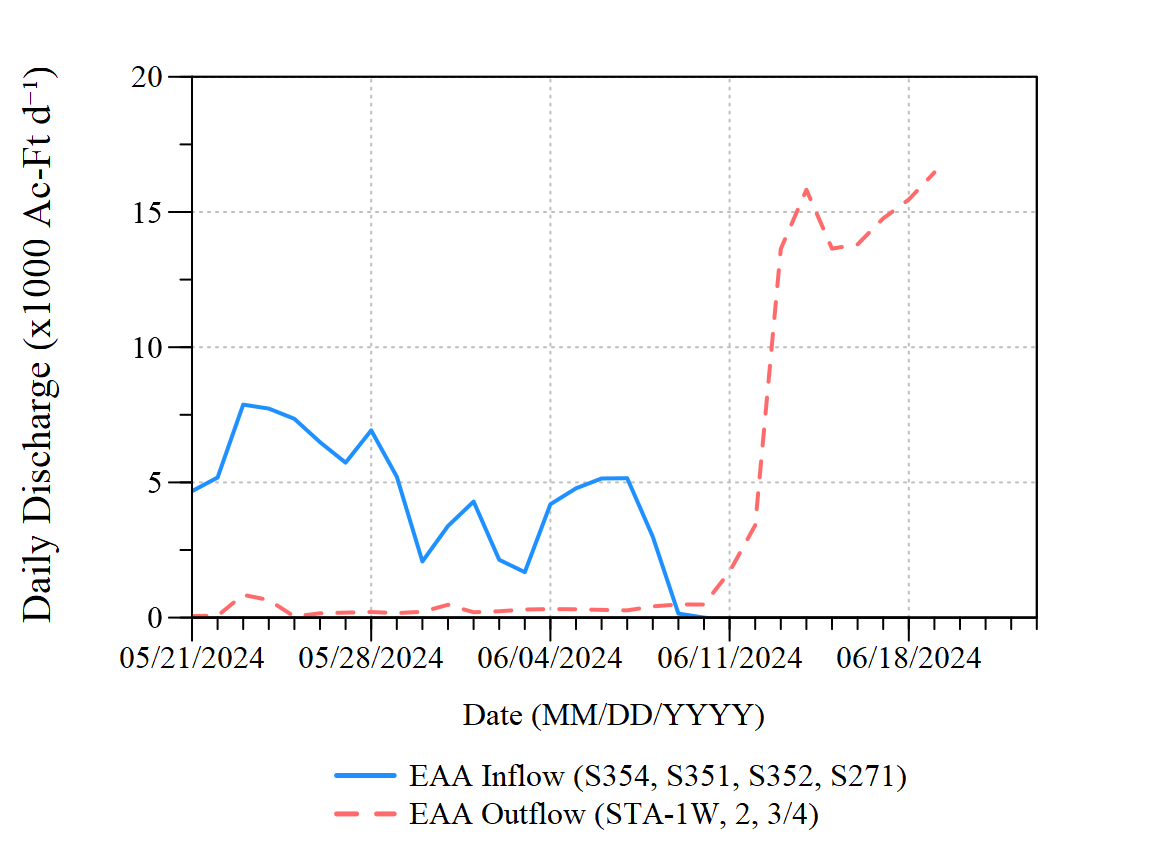 Daily Discharge (x1000 Ac-Ft d⁻¹)
20
15
10
5
0
05/21/2024 05/28/2024 06/04/2024 06/11/2024 06/18/2024
Date (MM/DD/YYYY)
EAA Inflow (S354, S351, S352, S271)
EAA Outflow (STA-1W, 2, 3/4)